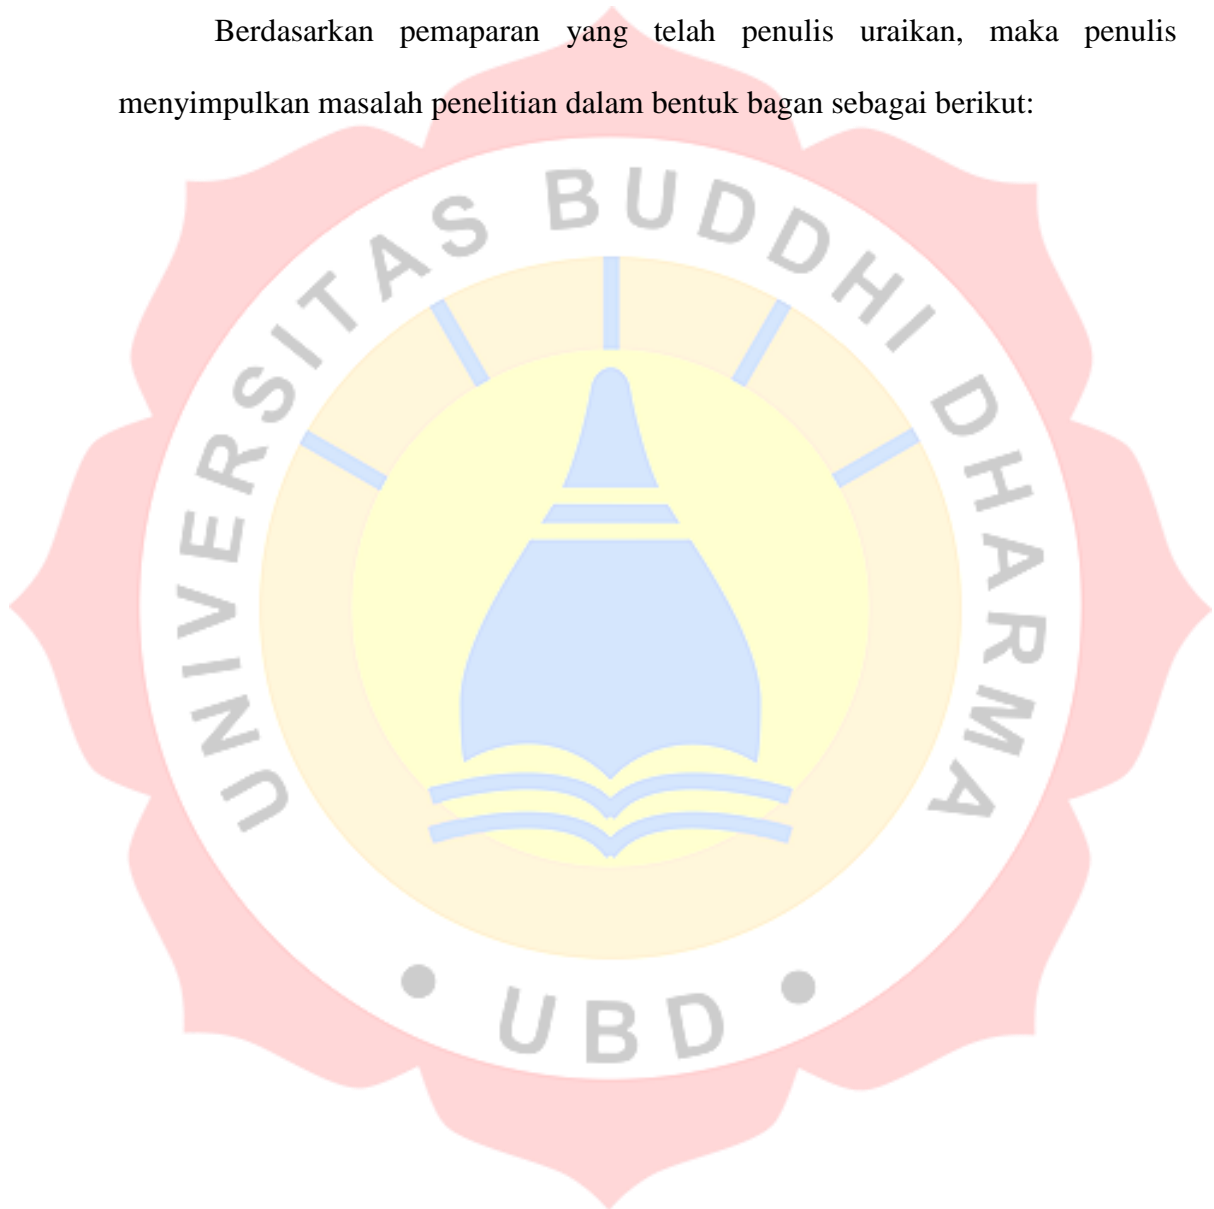 Berdasarkan pemaparan yang telah penulis uraikan, maka penulis
menyimpulkan masalah penelitian dalam bentuk bagan sebagai berikut:
UNIVERSITAS BUDDHI DHARMA
• UBD •